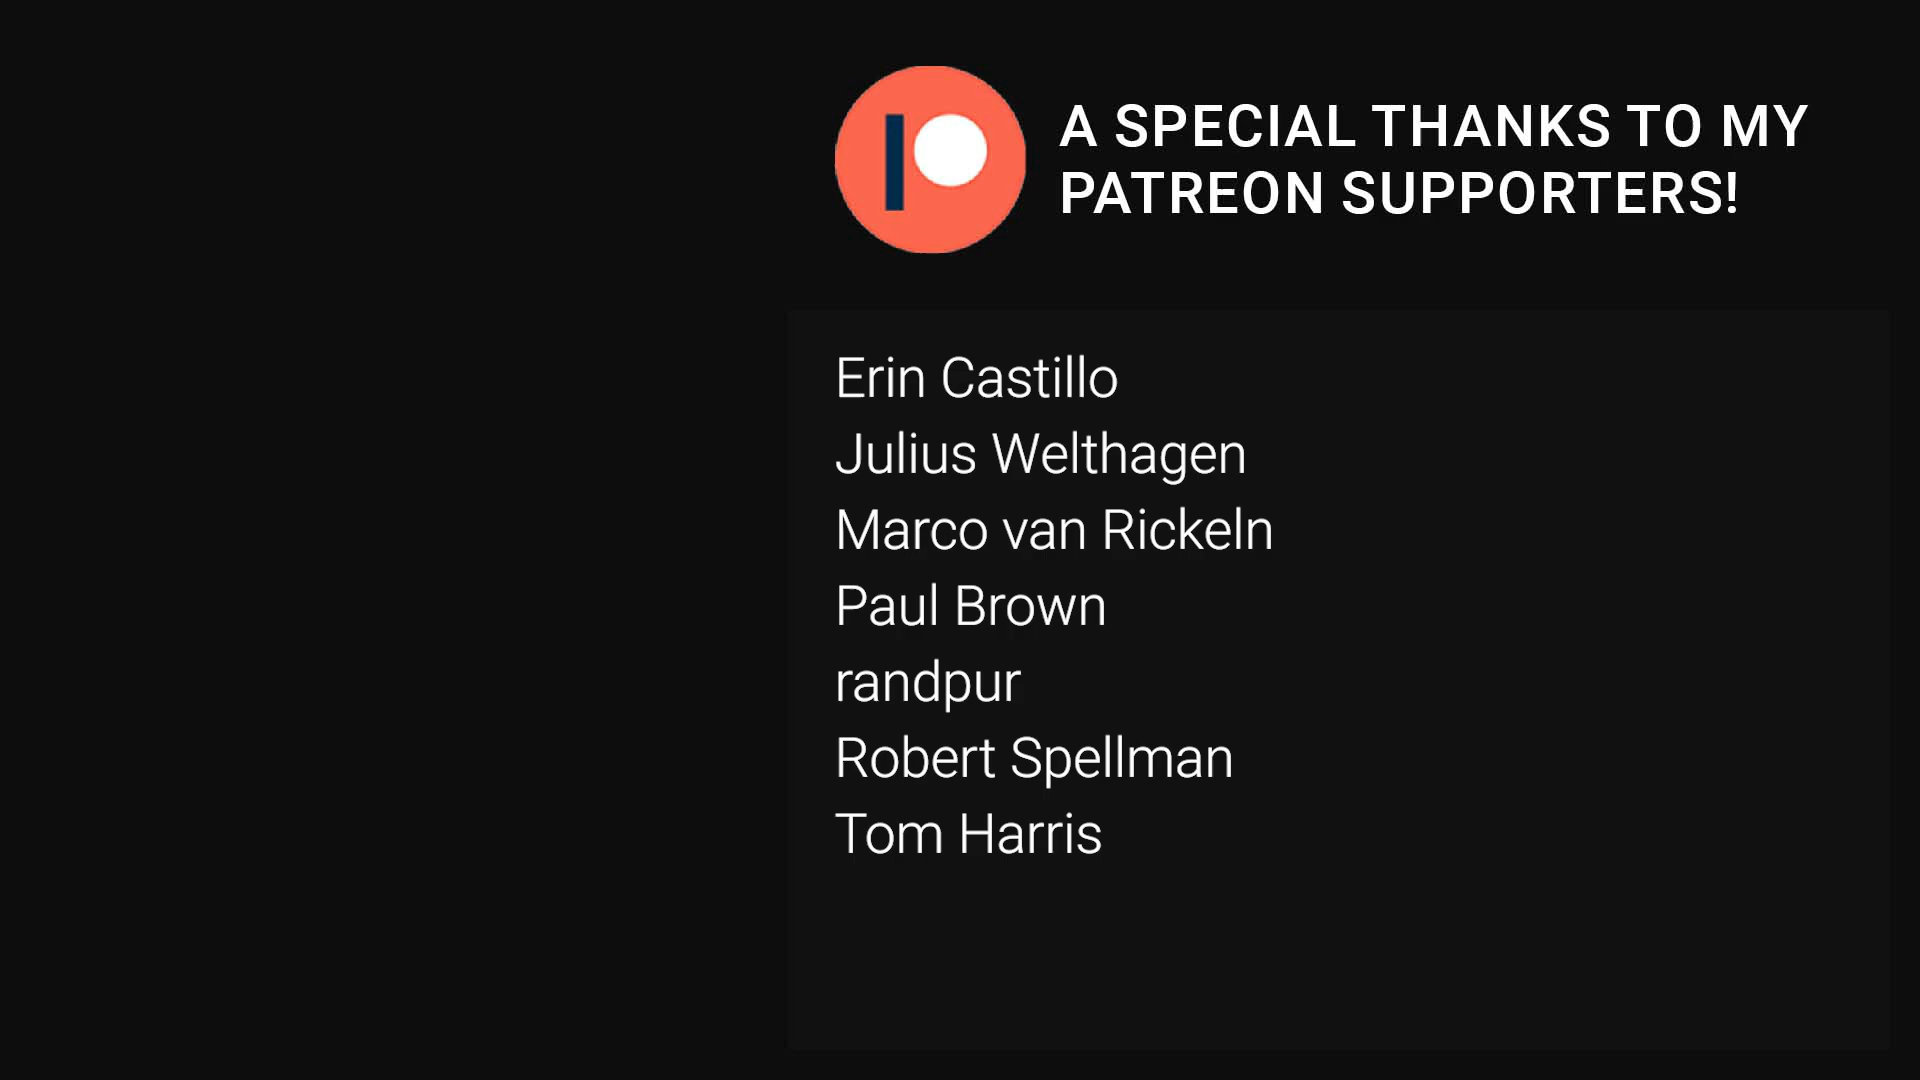 A SPECIAL THANKS TO MY
PATREON SUPPORTERS!
Erin Castillo
Julius Welthagen
Marco van Rickeln
Paul Brown
randpur
Robert Spellman
Tom Harris